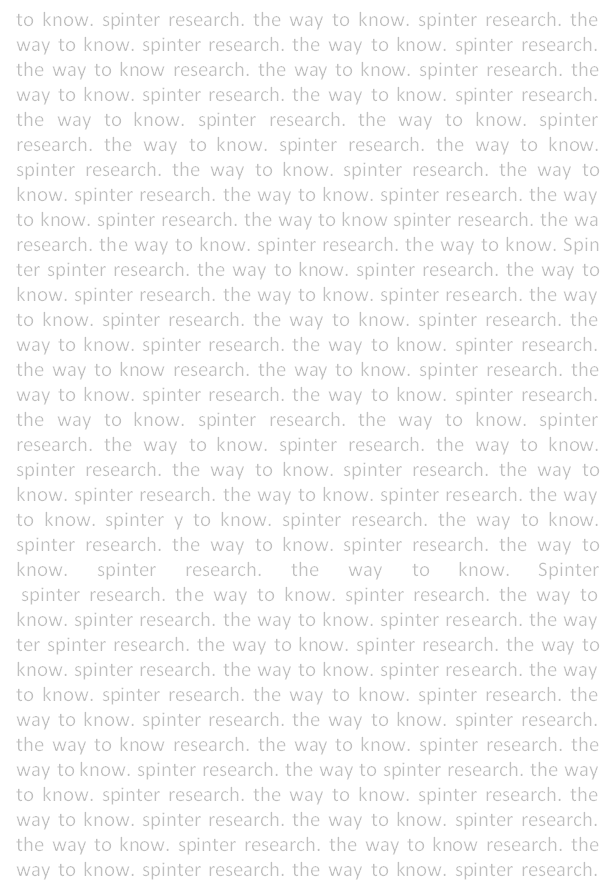 to know. spinter research. the way to know. spinter research. the
way to know. spinter research. the way to know. spinter research.
the way to know research. the way to know. spinter research. the
way to know. spinter research. the way to know. spinter research.
the way to know. spinter research. the way to know. spinter
research. the way to know. spinter research. the way to know.
spinter research. the way to know. spinter research. the way to
know. spinter research. the way to know. spinter research. the way
to know. spinter research. the way to know spinter research. the wa
research. the way to know. spinter research. the way to know. Spin
ter spinter research. the way to know. spinter research. the way to
know. spinter research. the way to know. spinter research. the way
to know. spinter research. the way to know. spinter research. the
way to know. spinter research. the way to know. spinter research.
the way to know research. the way to know. spinter research. the
way to know. spinter research. the way to know. spinter research.
the way to know. spinter research. the way to know. spinter
research. the way to know. spinter research. the way to know.
spinter research. the way to know. spinter research. the way to
know. spinter research. the way to know. spinter research. the way
to know. spinter y to know. spinter research. the way to know.
spinter research. the way to know. spinter research. the way to
know. spinter research. the way to know. Spinter
spinter research. the way to know. spinter research. the way to
know. spinter research. the way to know. spinter research. the way
ter spinter research. the way to know. spinter research. the way to
know. spinter research. the way to know. spinter research. the way
to know. spinter research. the way to know. spinter research. the
way to know. spinter research. the way to know. spinter research.
the way to know research. the way to know. spinter research. the
way to know. spinter research. the way to spinter research. the way
to know. spinter research. the way to know. spinter research. the
way to know. spinter research. the way to know. spinter research.
the way to know. spinter research. the way to know research. the
way to know. spinter research. the way to know. spinter research.